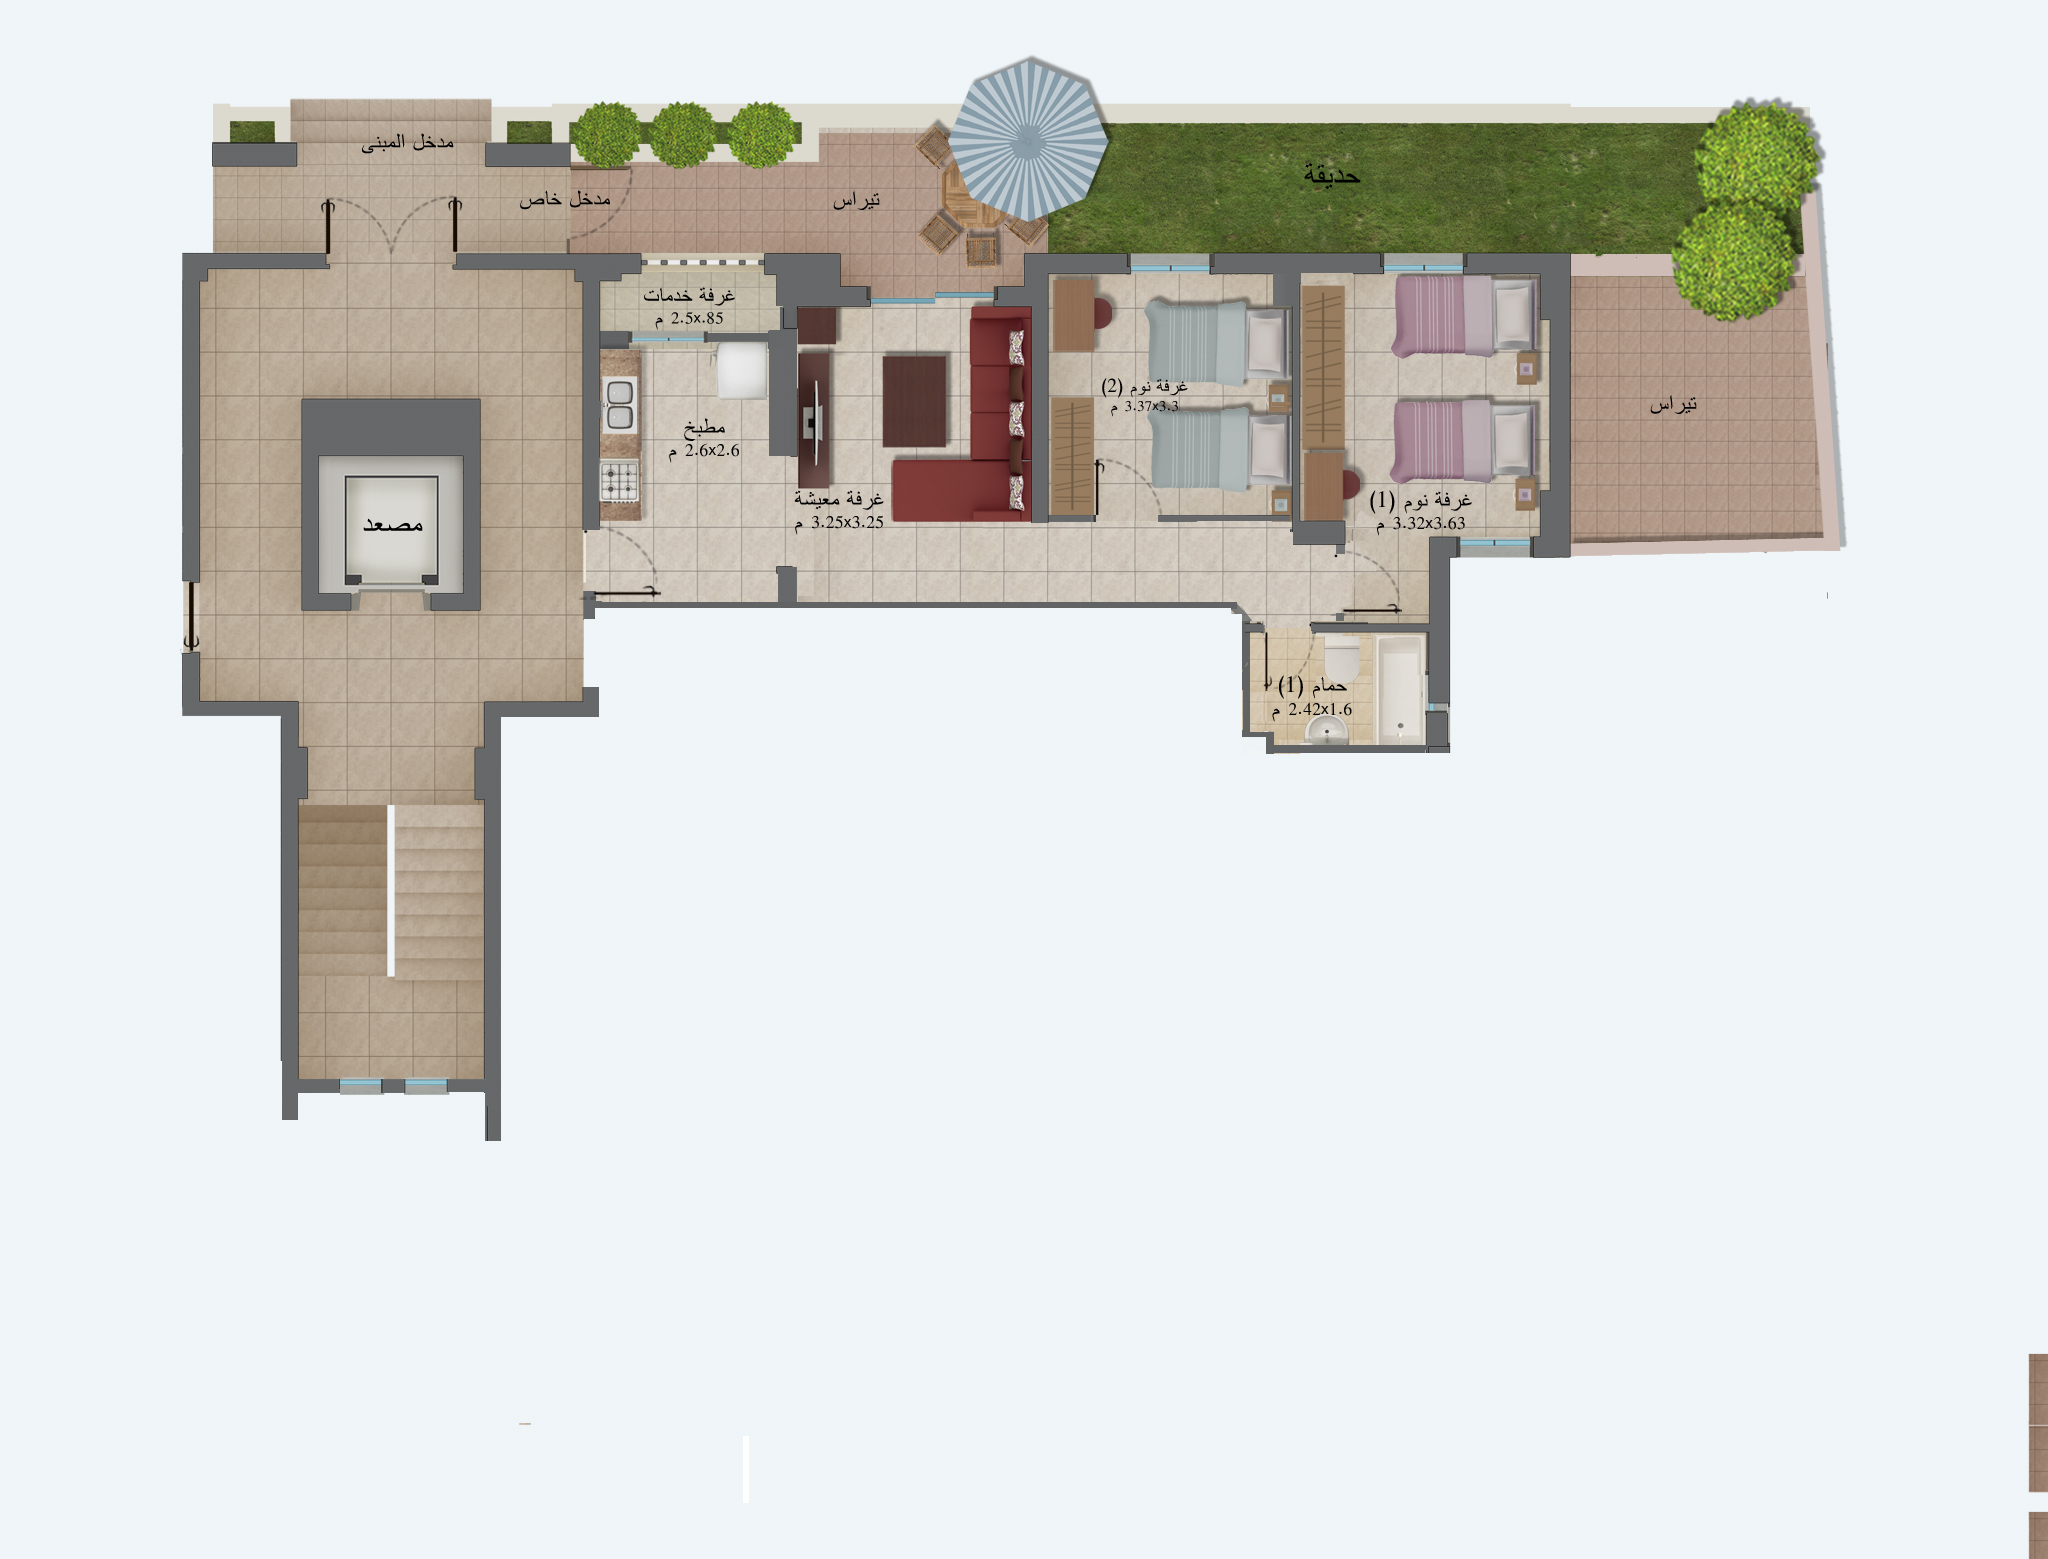 مدخل المبنى
مدخل خاص
تيراس
حديقة
غرفة خدمات
2.5x.85 م
غرفة نوم (2)
3.37x3.3 م
تيراس
مطبخ
2.6x2.6 م
غرفة معيشة
3.25x3.25 م
غرفة نوم (1)
3.32x3.63 م
مصعد
حمام (1)
2.42x1.6 م